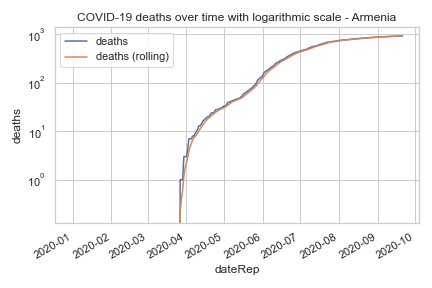 COVID-19 deaths over time with logarithmic scale - Armenia
deaths
deaths (rolling)
10³
10²
10¹
10⁰
deaths
2020-01
2020-02
2020-03
2020-04
2020-05
2020-06
2020-07
2020-08
2020-09
2020-10
dateRep